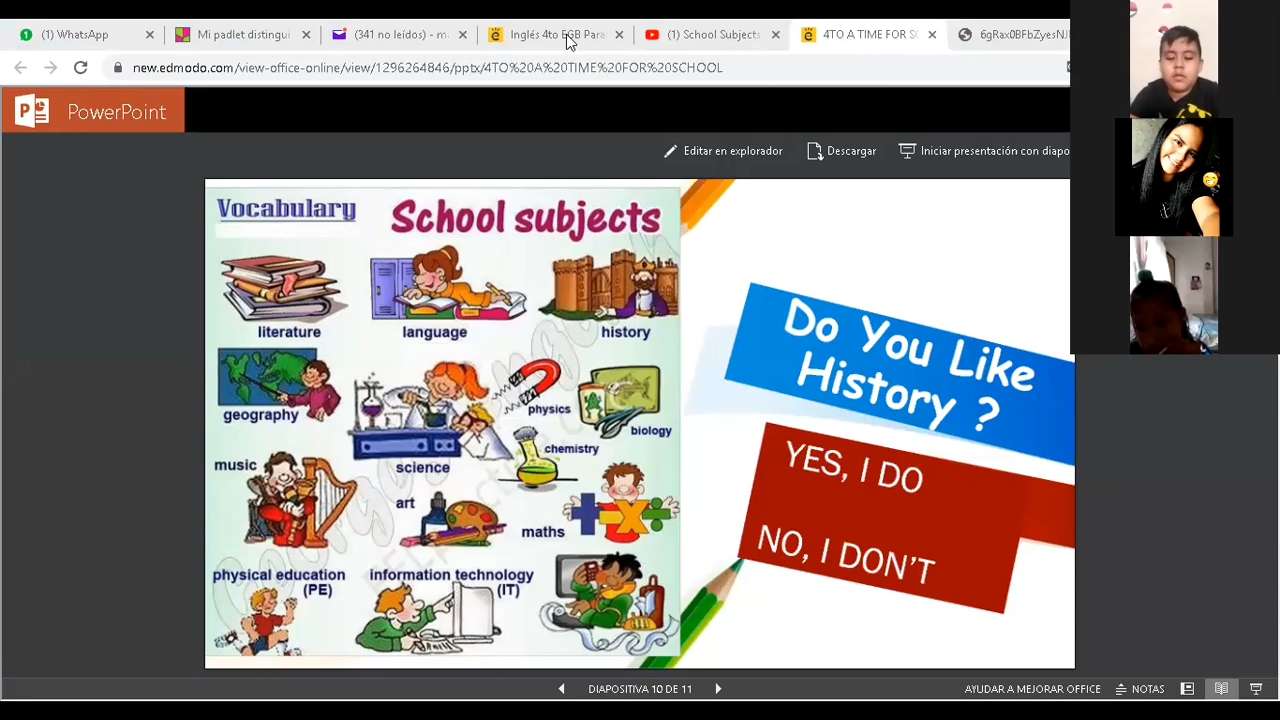 (1) WhatsApp
Mi padlet distingui
(341 no leídos) - ma
Inglés 4to EGB Para
(1) School Subjects
4TO A TIME FOR SC
new.edmodo.com/view-office-online/view/1296264846/pp
O%20A%20TIME%20FOR%20SCHOOL
PowerPoint
Editar en explorador
Descargar
Iniciar presentación con diapo
Vocabulary
School subjects
literature
language
history
geography
science
physics
biology
chemistry
music
art
maths
physical education
(PE)
information technology
(IT)
Do You Like
History ?
YES, I DO
NO, I DON'T
DIAPOSITIVA 10 DE 11
AYUDAR A MEJORAR OFFICE
NOTAS